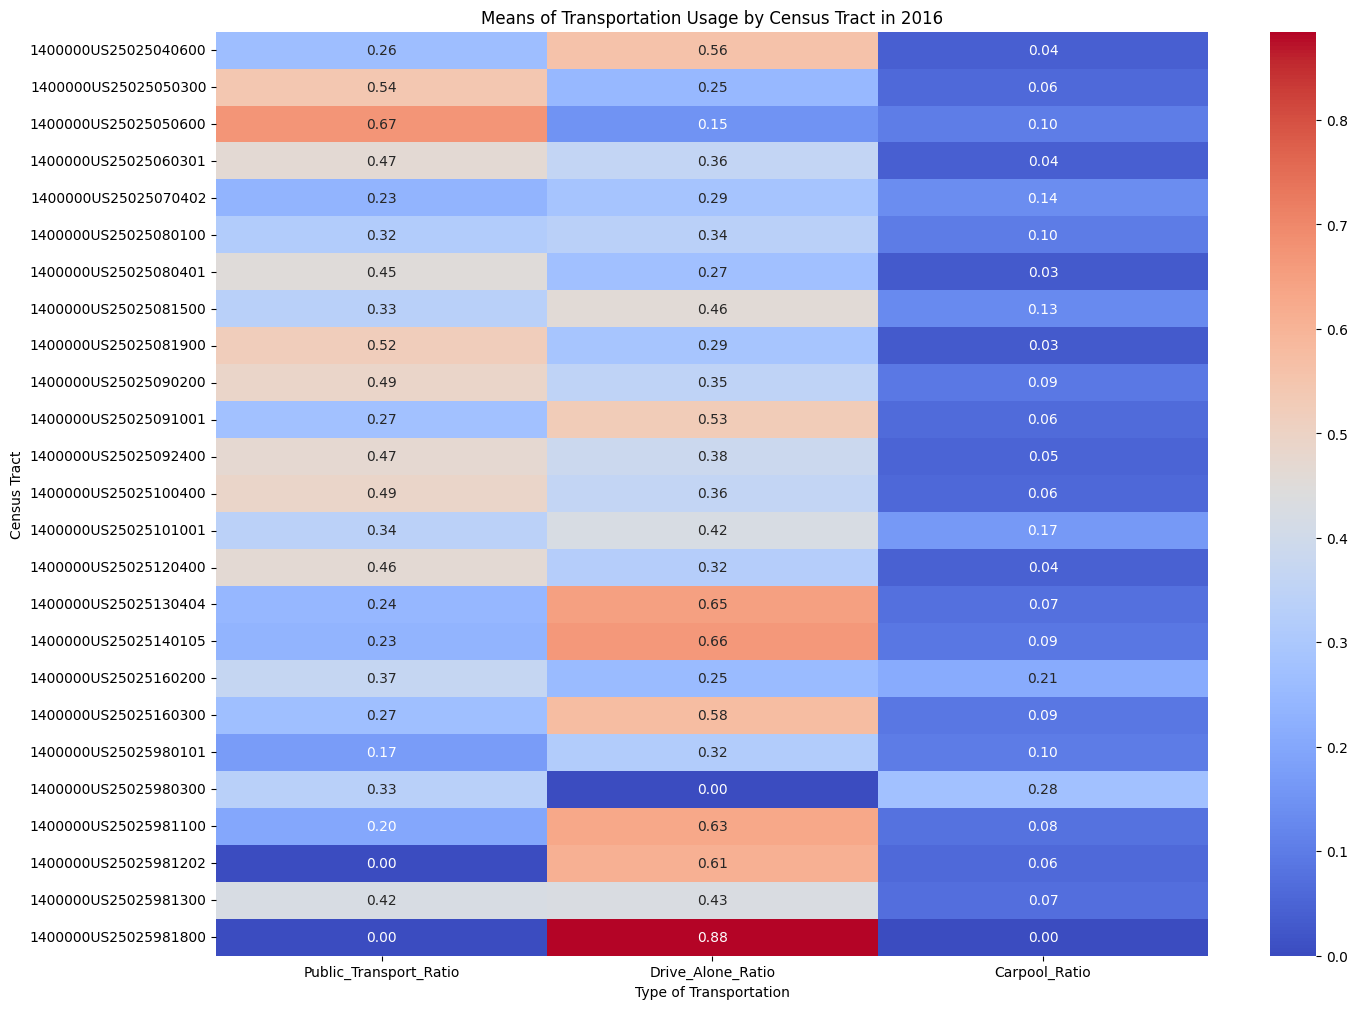 Means of Transportation Usage by Census Tract in 2016
1400000US25025040600 0.26 0.56 0.04
1400000US25025050300 0.54 0.25 0.06
1400000US25025050600 0.67 0.15 0.10
1400000US25025060301 0.47 0.36 0.04
1400000US25025070402 0.23 0.29 0.14
1400000US25025080100 0.32 0.34 0.10
1400000US25025080401 0.45 0.27 0.03
1400000US25025081500 0.33 0.46 0.13
1400000US25025081900 0.52 0.29 0.03
1400000US25025090200 0.49 0.35 0.09
1400000US25025091001 0.27 0.53 0.06
1400000US25025092400 0.47 0.38 0.05
1400000US25025100400 0.49 0.36 0.06
1400000US25025101001 0.34 0.42 0.17
1400000US25025120400 0.46 0.32 0.04
1400000US25025130404 0.24 0.65 0.07
1400000US25025140105 0.23 0.66 0.09
1400000US25025160200 0.37 0.25 0.21
1400000US25025160300 0.27 0.58 0.09
1400000US25025980101 0.17 0.32 0.10
1400000US25025980300 0.33 0.00 0.28
1400000US25025981100 0.20 0.63 0.08
1400000US25025981202 0.00 0.61 0.06
1400000US25025981300 0.42 0.43 0.07
1400000US25025981800 0.00 0.88 0.00
Census Tract
Public_Transport_Ratio Drive_Alone_Ratio Carpool_Ratio
Type of Transportation
0.8
0.7
0.6
0.5
0.4
0.3
0.2
0.1
0.0